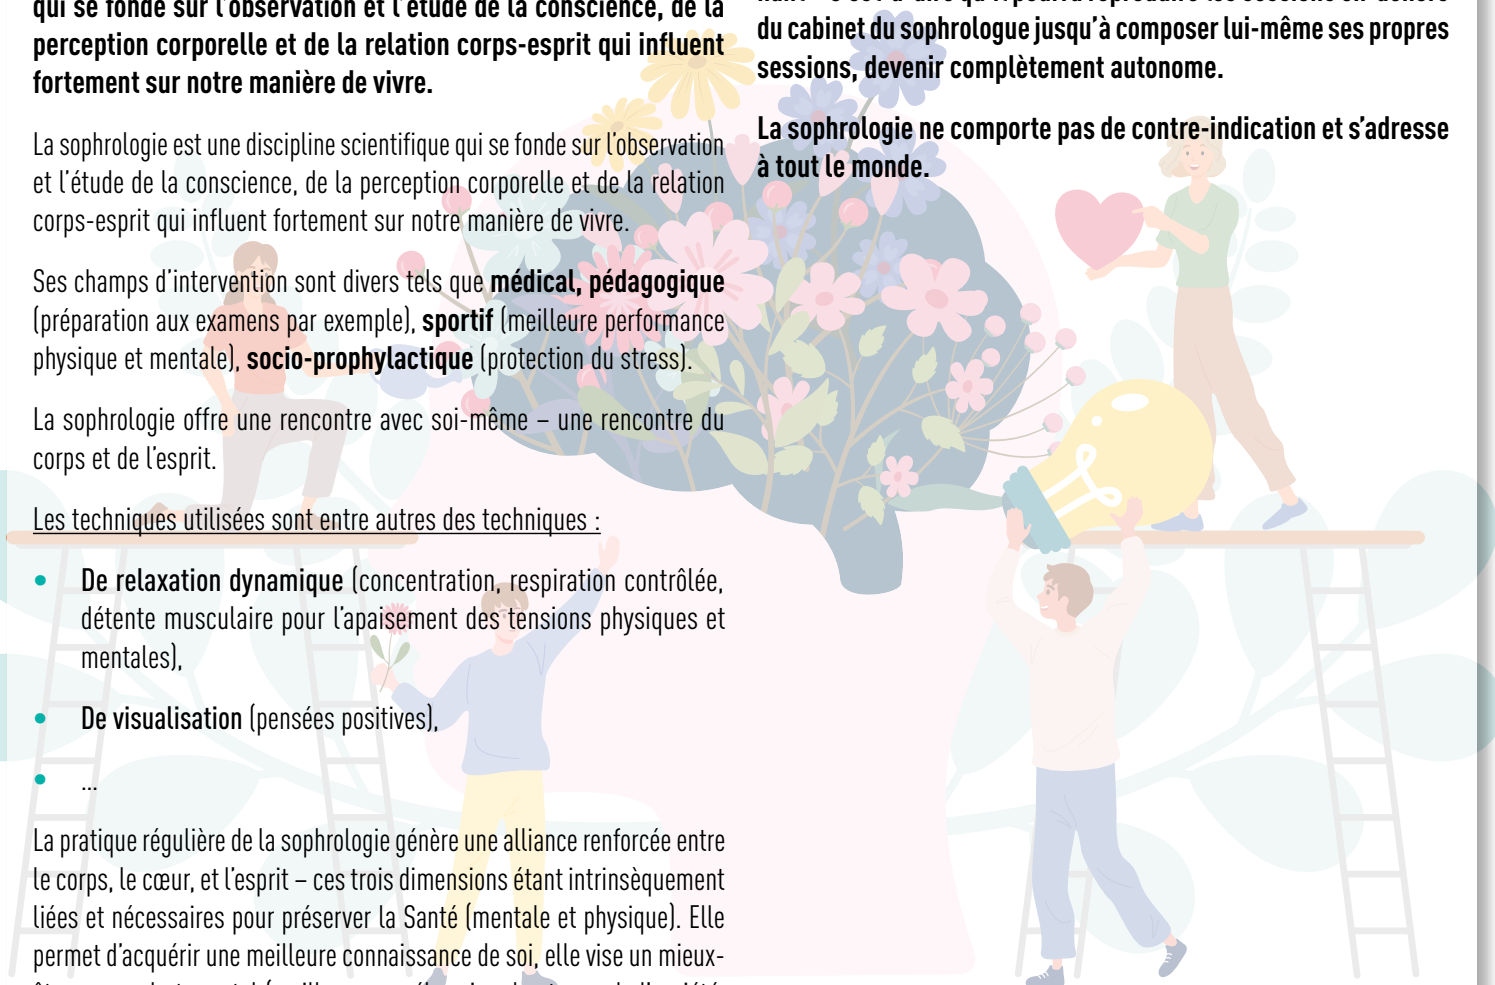 qui se fonde sur l'observation et l'étude de la conscience, de la
perception corporelle et de la relation corps-esprit qui influent
fortement sur notre manière de vivre.
La sophrologie est une discipline scientifique qui se fonde sur l'observation
et l'étude de la conscience, de la perception corporelle et de la relation
corps-esprit qui influent fortement sur notre manière de vivre.
Ses champs d'intervention sont divers tels que médical, pédagogique
(préparation aux examens par exemple), sportif (meilleure performance
physique et mentale), socio-prophylactique (protection du stress).
La sophrologie offre une rencontre avec soi-même – une rencontre du
corps et de l'esprit.
Les techniques utilisées sont entre autres des techniques :
• De relaxation dynamique (concentration, respiration contrôlée,
détente musculaire pour l'apaisement des tensions physiques et
mentales),
• De visualisation (pensées positives),
• ...
La pratique régulière de la sophrologie génère une alliance renforcée entre
le corps, le cœur, et l'esprit – ces trois dimensions étant intrinsèquement
liées et nécessaires pour préserver la Santé (mentale et physique). Elle
permet d'acquérir une meilleure connaissance de soi, elle vise un mieux-
du cabinet du sophrologue jusqu'à composer lui-même ses propres
sessions, devenir complètement autonome.
La sophrologie ne comporte pas de contre-indication et s'adresse
à tout le monde.